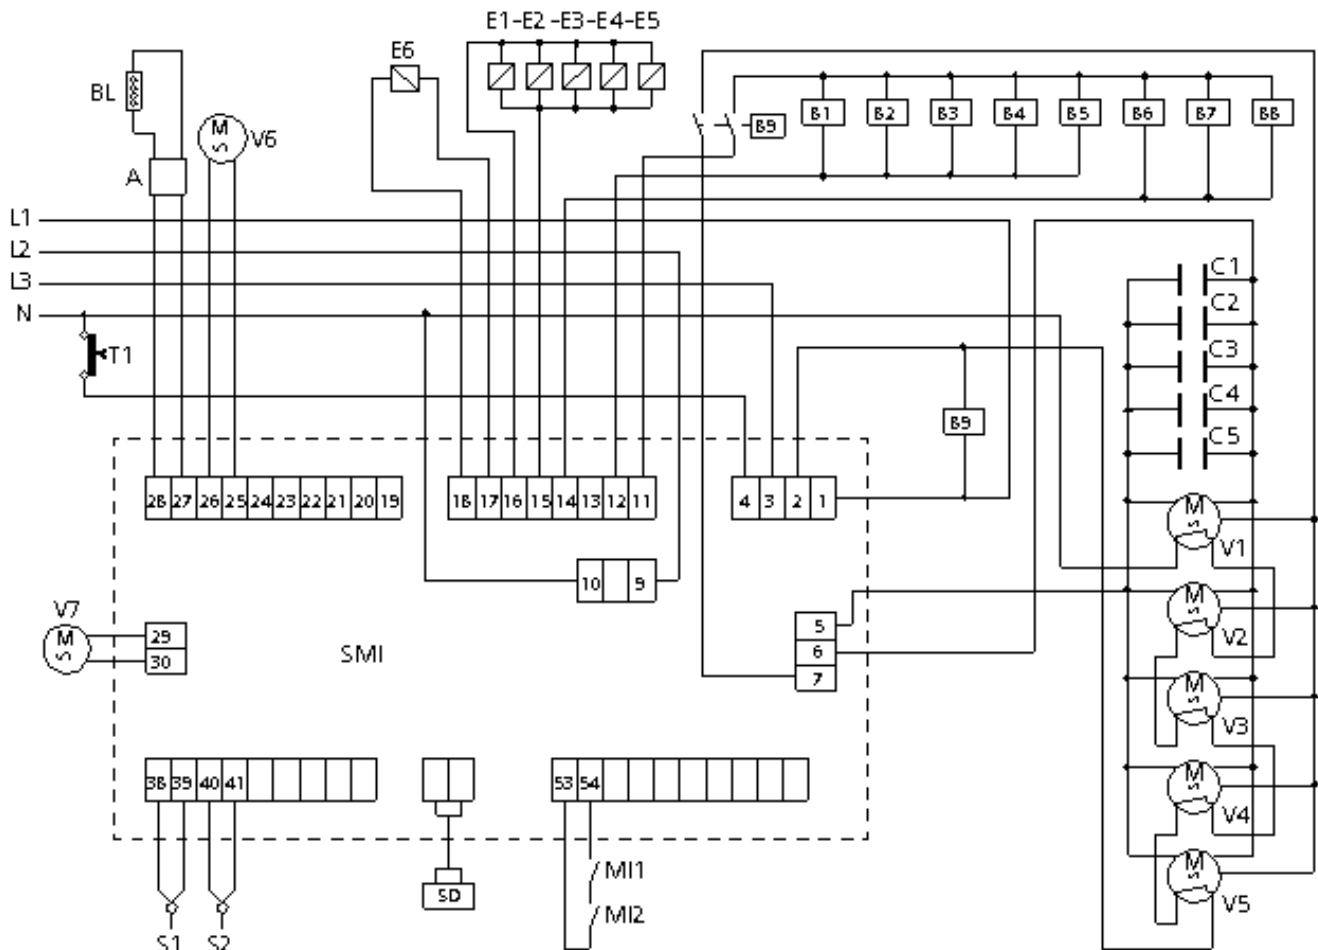 E1-E2-E3-E4-E5
E6
BL
M
S
V6
B9
B1
B2
B3
B4
B5
B6
B7
B8
A
L1
L2
L3
N
T1
C1
C2
C3
C4
C5
B9
28 27 26 25 24 23 22 21 20 19
18 17 16 15 14 13 12 11
4 3 2 1
M
S
V1
10 9
V7
M
S
29
30
SMI
5
6
7
M
S
V2
M
S
V3
38 39 40 41
53 54
M
S
V4
MI1
SD
MI2
M
S
V5
S1 S2